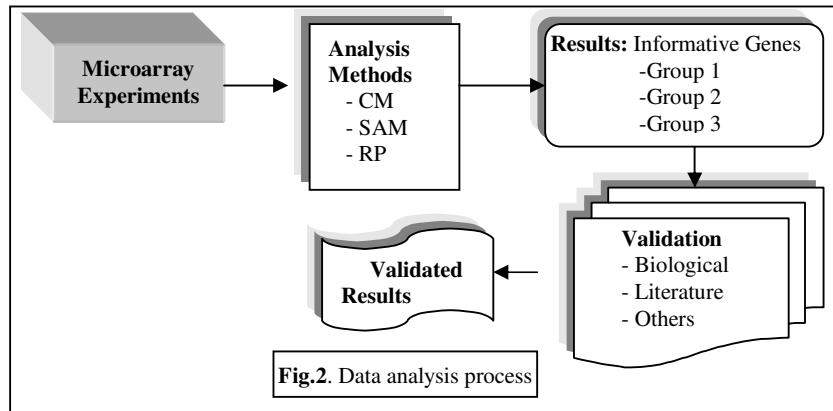 Microarray
Experiments
Analysis
Methods
- CM
- SAM
- RP
Results: Informative Genes
-Group 1
-Group 2
-Group 3
Validation
- Biological
- Literature
- Others
Validated
Results
Fig.2. Data analysis process